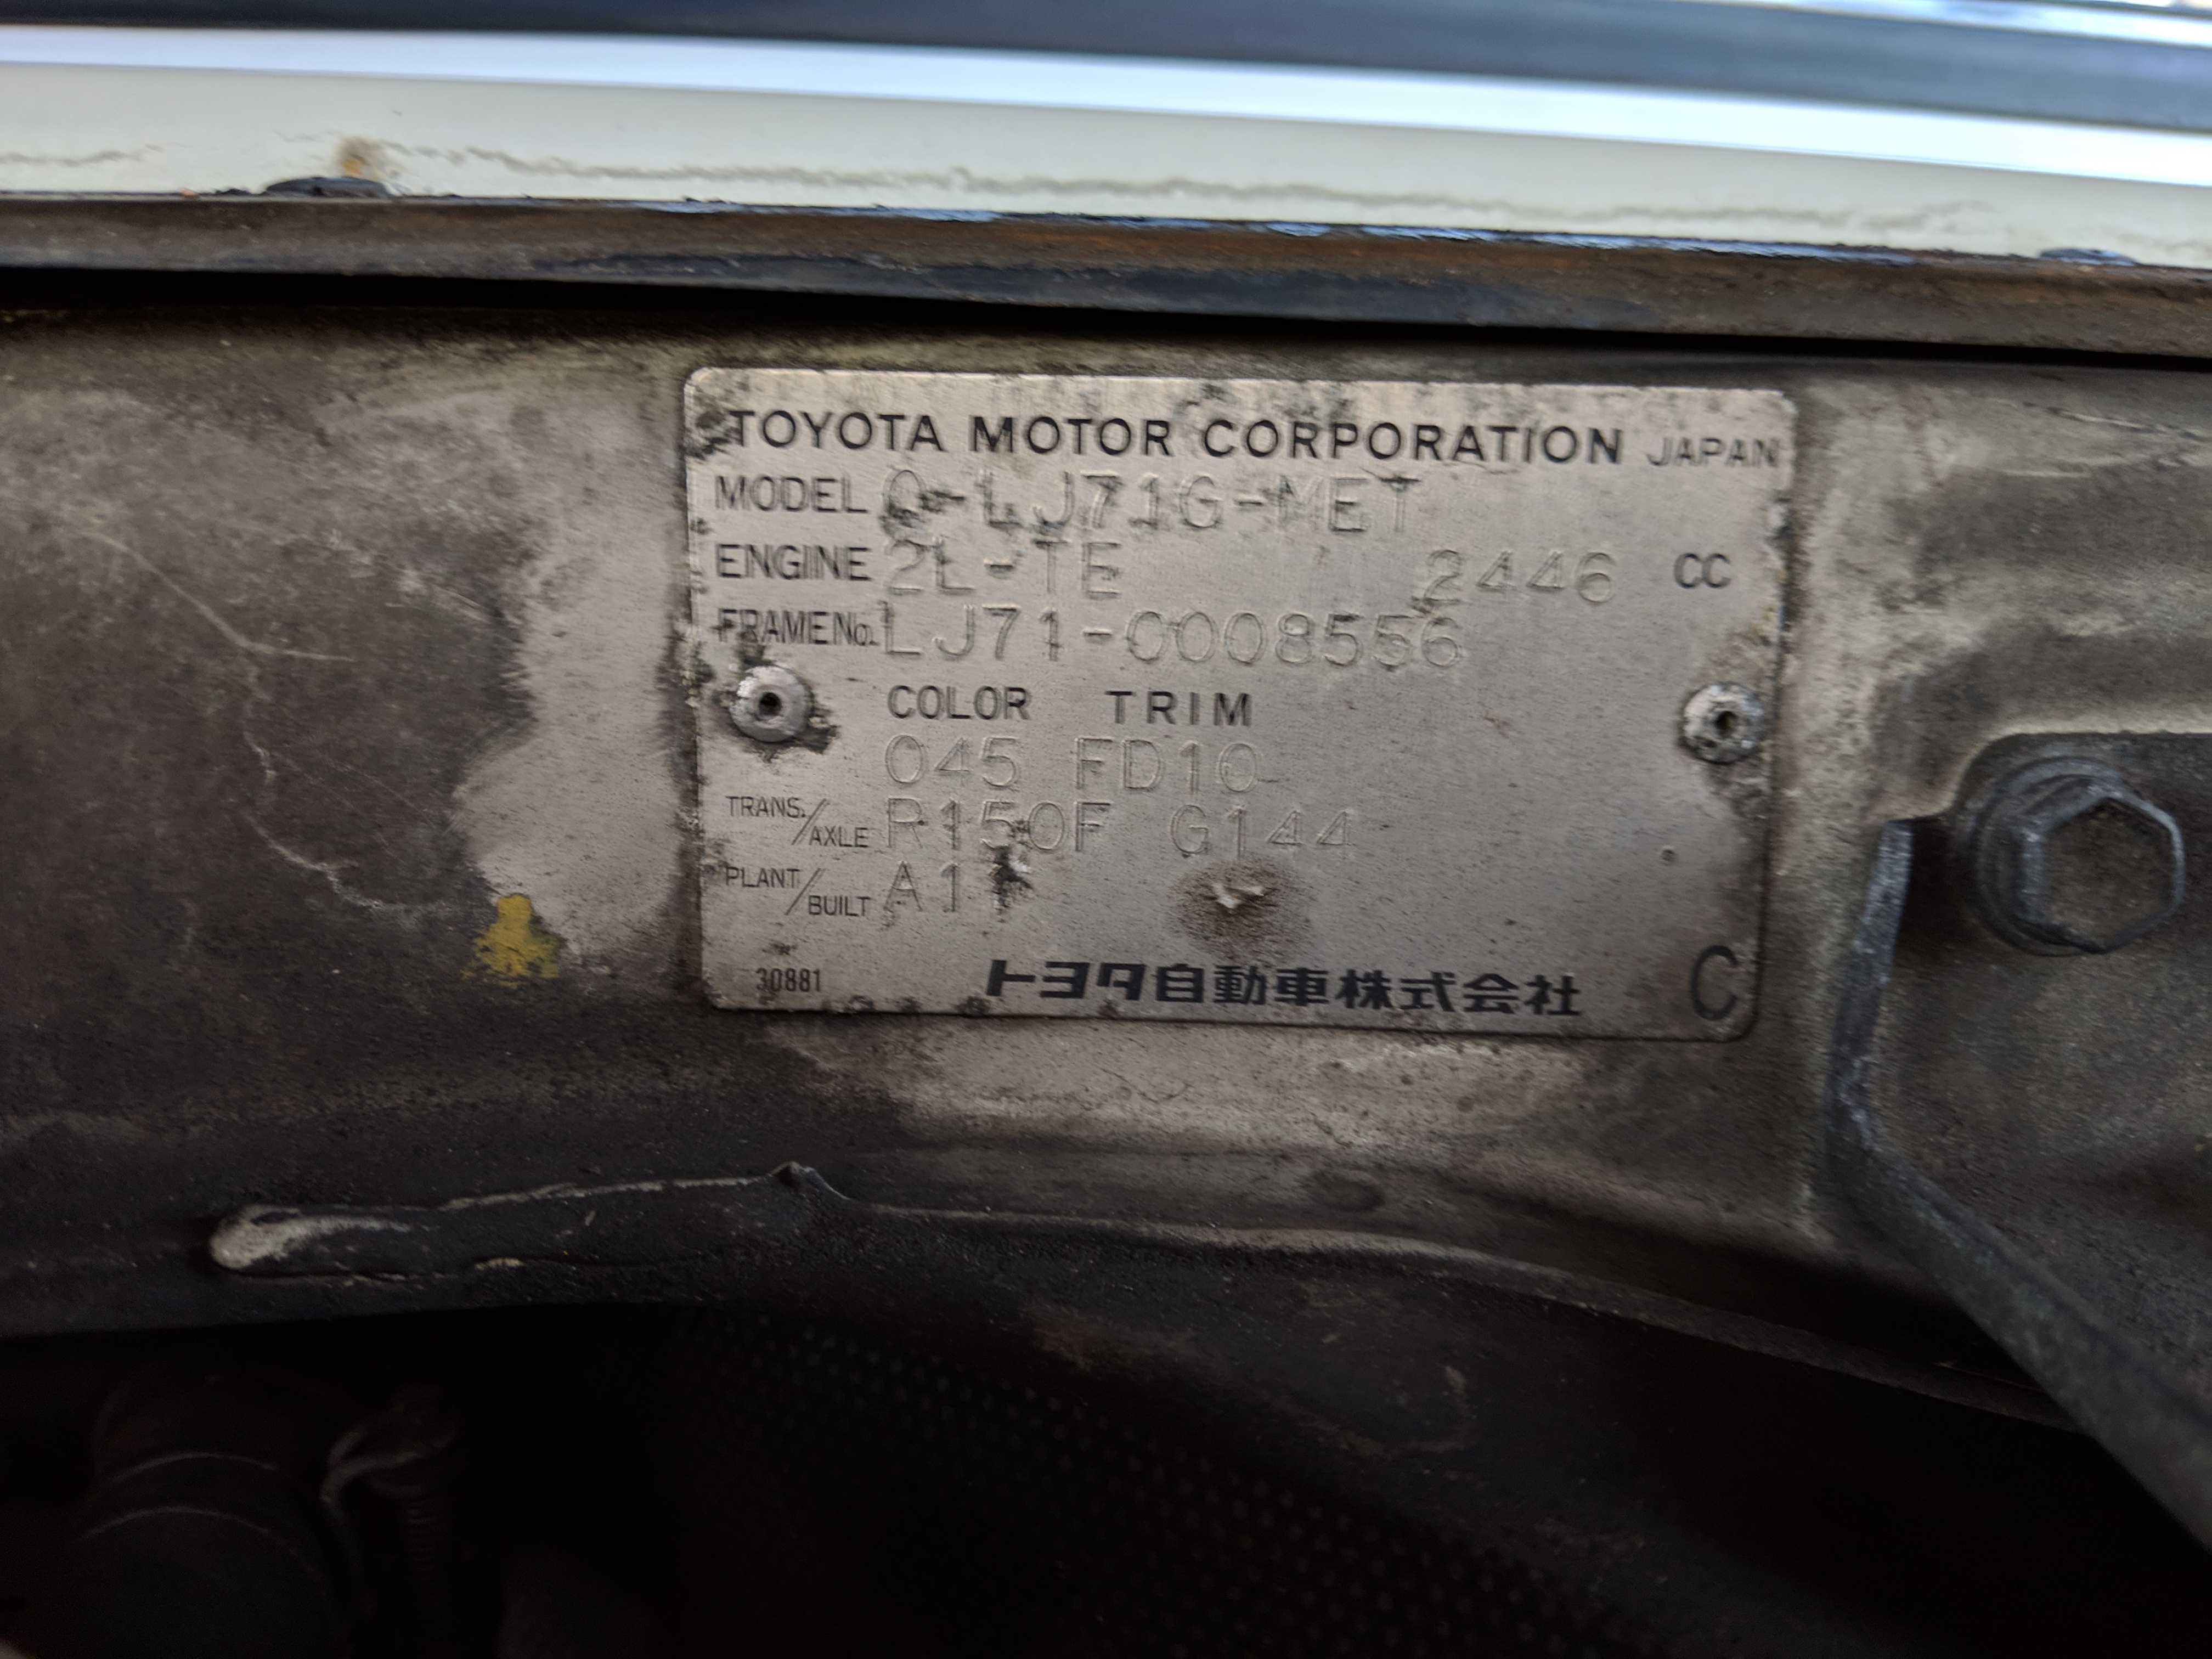 TOYOTA MOTOR CORPORATION JAPAN
MODEL Q-LJ71G-MET
ENGINE 2L-TE 2446 CC
FRAME No. LJ71-0008556
COLOR TRIM
045 FD10
TRANS./AXLE R150F G144
PLANT/BUILT
30881 トヨタ自動車株式会社 C